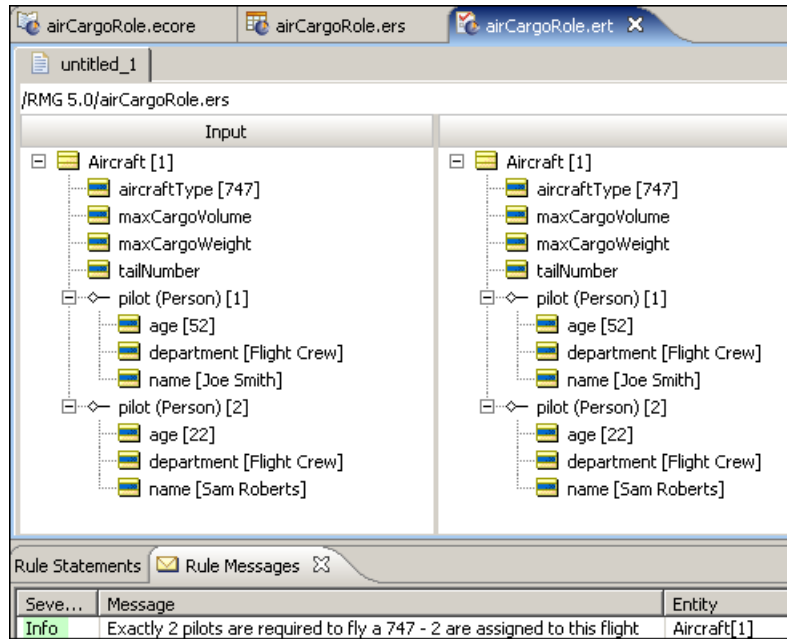 airCargoRole.ecore airCargoRole.ers airCargoRole.ert
untitled_1
/RMG 5.0/airCargoRole.ers
Input
Aircraft [1]
aircraftType [747]
maxCargoVolume
maxCargoWeight
tailNumber
pilot (Person) [1]
age [52]
department [Flight Crew]
name [Joe Smith]
pilot (Person) [2]
age [22]
department [Flight Crew]
name [Sam Roberts]
Aircraft [1]
aircraftType [747]
maxCargoVolume
maxCargoWeight
tailNumber
pilot (Person) [1]
age [52]
department [Flight Crew]
name [Joe Smith]
pilot (Person) [2]
age [22]
department [Flight Crew]
name [Sam Roberts]
Rule Statements Rule Messages
Seve... Message Entity
Info Exactly 2 pilots are required to fly a 747 - 2 are assigned to this flight Aircraft[1]